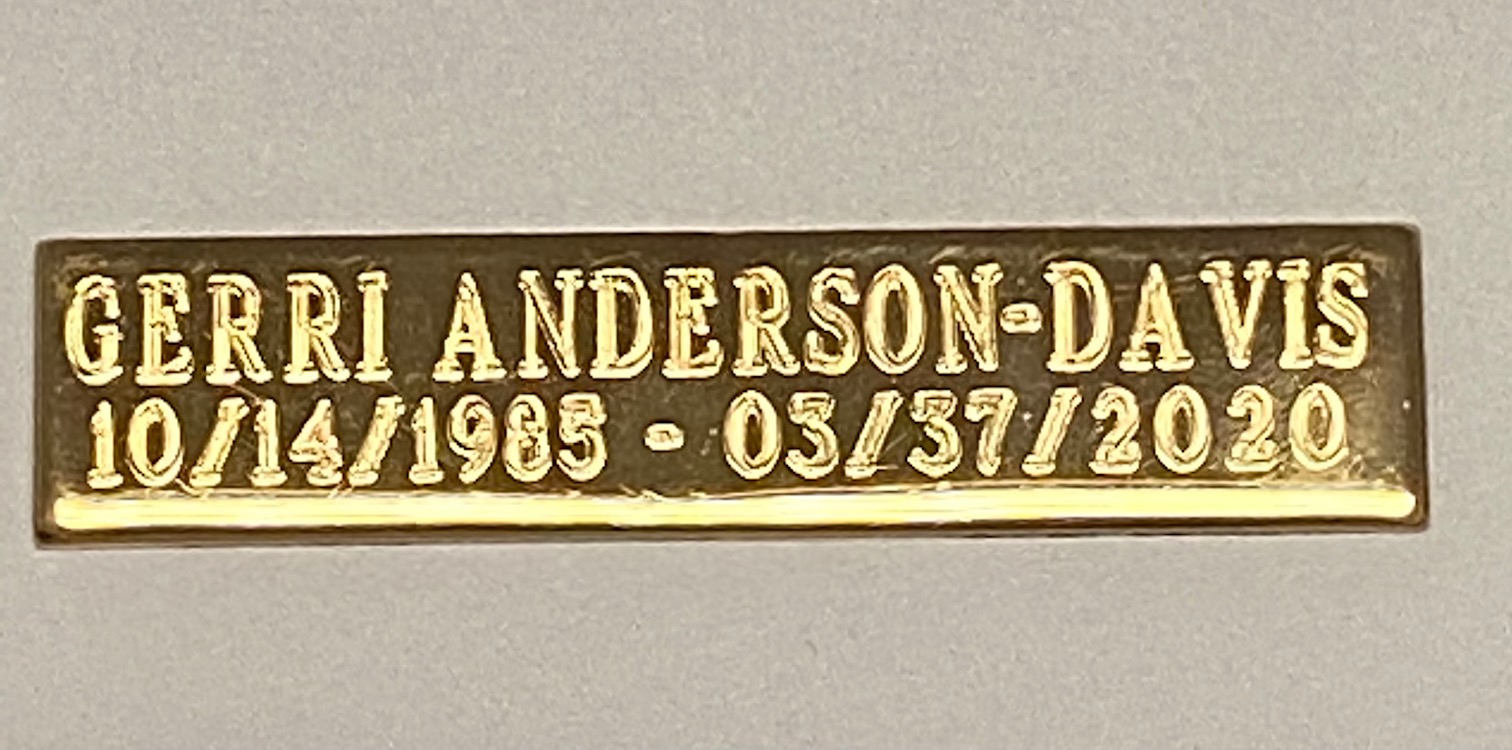 GERRI ANDERSON-DAVIS
10/14/1985 - 03/37/2020